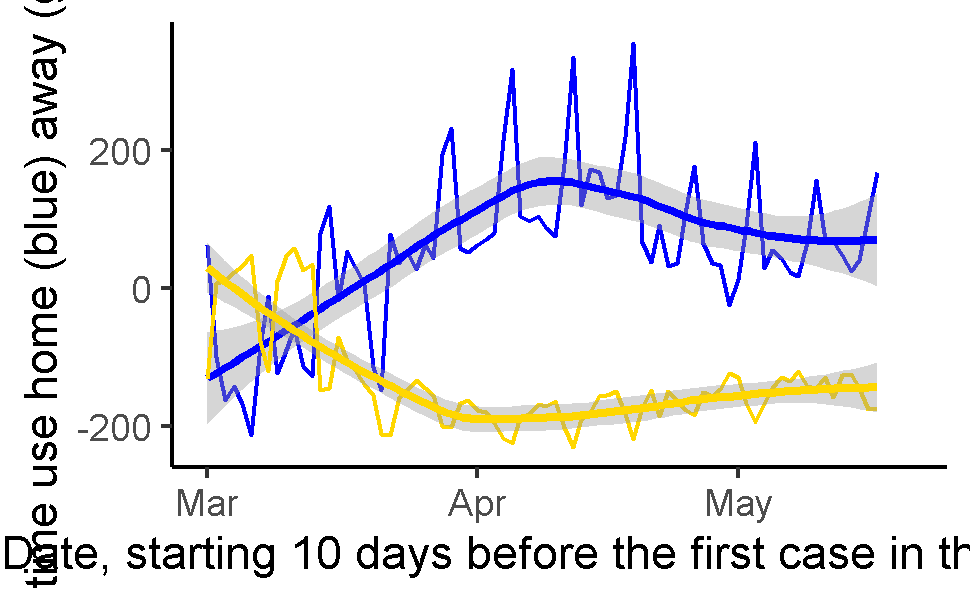 time use home (blue) away (
200
0
-200
Mar Apr May
Date, starting 10 days before the first case in th